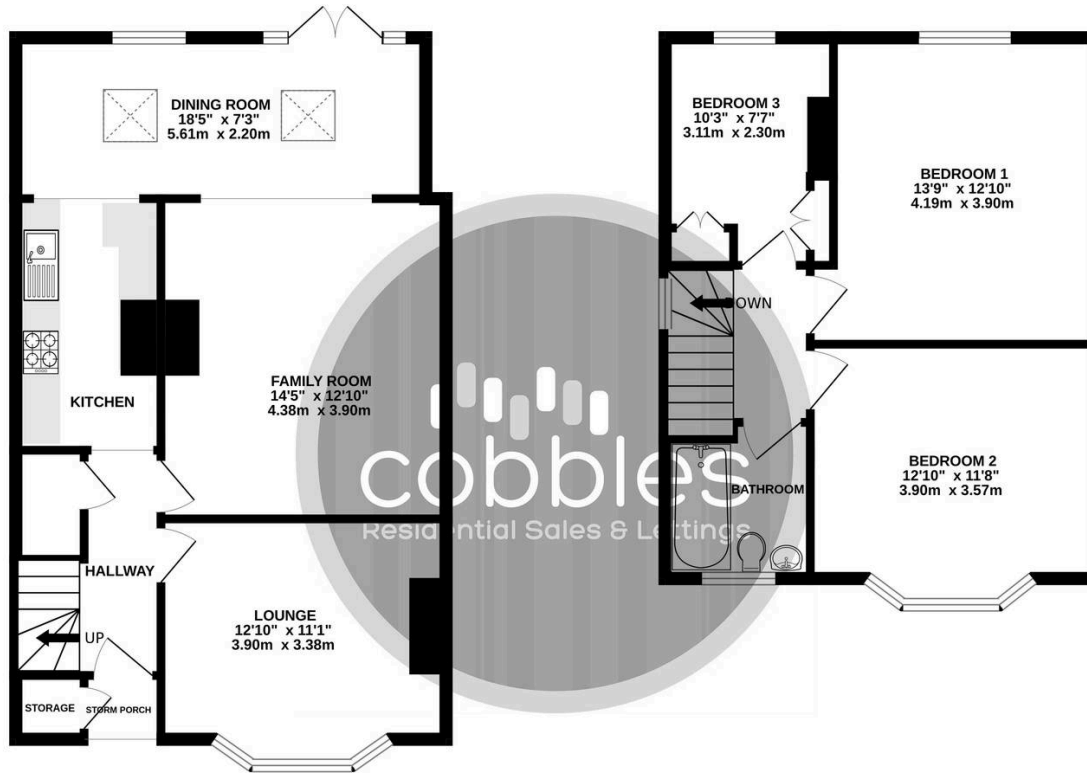 DINING ROOM
18'5" x 7'3"
5.61m x 2.20m
KITCHEN
FAMILY ROOM
14'5" x 12'10"
4.38m x 3.90m
HALLWAY
UP
LOUNGE
12'10" x 11'1"
3.90m x 3.38m
STORAGE
STORM PORCH
BEDROOM 3
10'3" x 7'7"
3.11m x 2.30m
BEDROOM 1
13'9" x 12'10"
4.19m x 3.90m
DOWN
BEDROOM 2
12'10" x 11'8"
3.90m x 3.57m
BATHROOM
cobbles
Residential Sales & Lettings